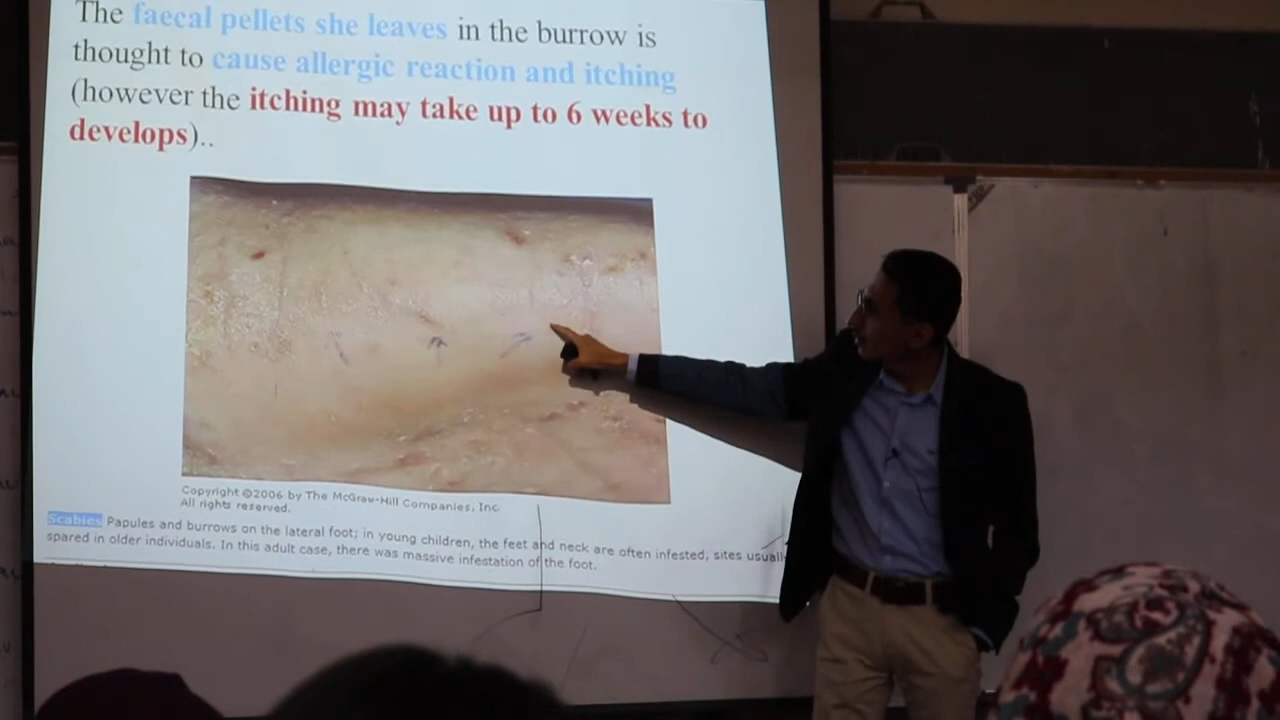 The faecal pellets she leaves in the burrow is
thought to cause allergic reaction and itching
(however the itching may take up to 6 weeks to
develops)..
Copyright ©2006 by The McGraw-Hill Companies, Inc.
All rights reserved.
Scabies Papules and burrows on the lateral foot; in young children, the feet and neck are often infested, sites
spared in older individuals. In this adult case, there was massive infestation of the foot.